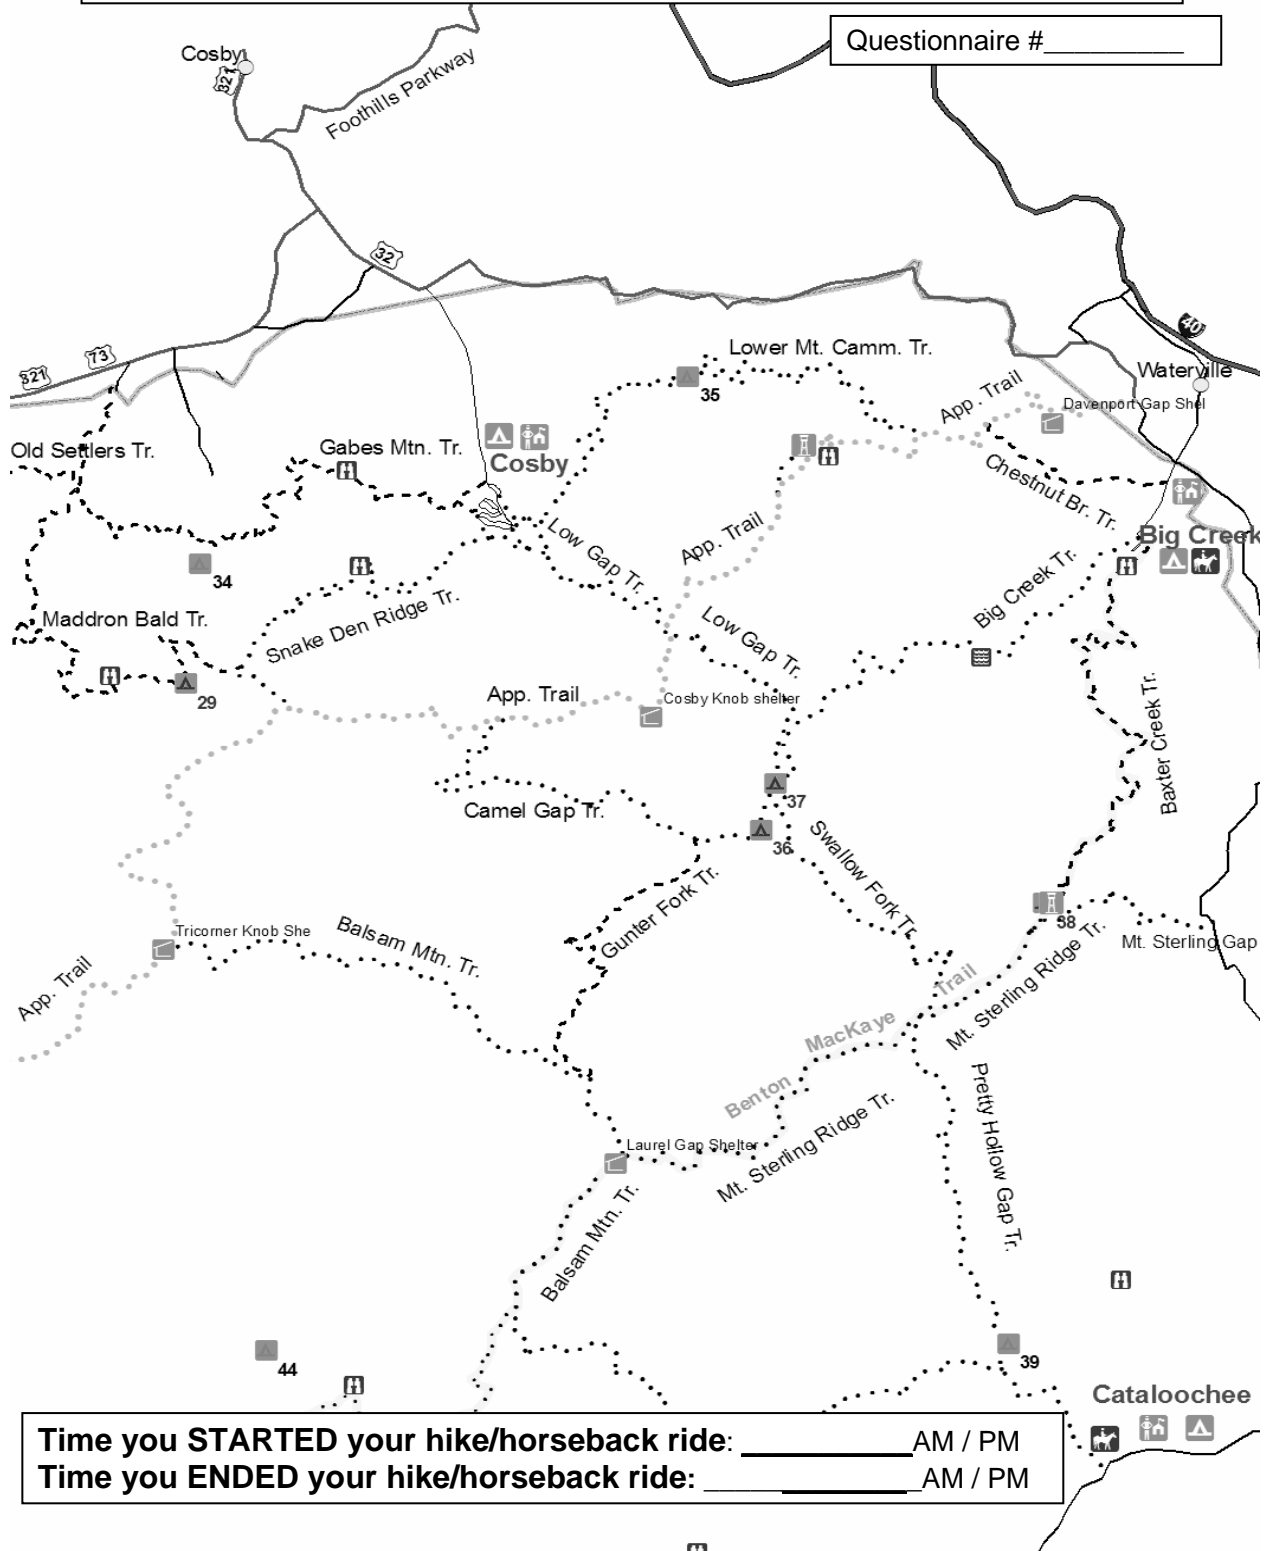 Questionnaire #_________
Cosby
321
Foothills Parkway
32
40
73
321
Lower Mt. Camm. Tr.
Waterville
35
App. Trail
Davenport Gap Shel
Old Settlers Tr.
Gabes Mtn. Tr.
Cosby
Chestnut Br. Tr.
Low Gap Tr.
App. Trail
Big Creek
34
Big Creek Tr.
Maddron Bald Tr.
Snake Den Ridge Tr.
Low Gap Tr.
29
App. Trail
Cosby Knob shelter
Baxter Creek Tr.
37
Camel Gap Tr.
36
Swallow Fork Tr.
Gunter Fork Tr.
38
Tricorner Knob She
Balsam Mtn. Tr.
Mt. Sterling Gap
App. Trail
Trail
Mt. Sterling Ridge Tr.
MacKaye
Benton
Pretty Hollow Gap Tr.
Laurel Gap Shelter
Mt. Sterling Ridge Tr.
Balsam Mtn. Tr.
39
44
Cataloochee
Time you STARTED your hike/horseback ride: ___________AM / PM
Time you ENDED your hike/horseback ride: ______________AM / PM